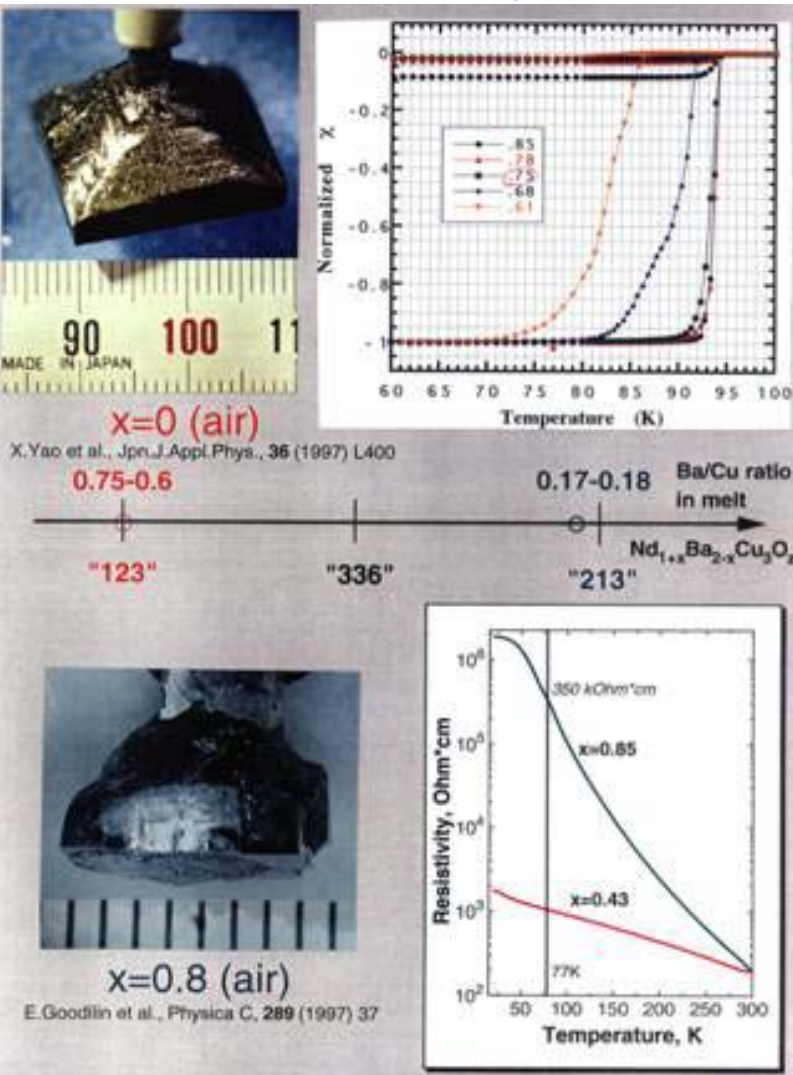 90 100 11
MADE IN JAPAN
x=0 (air)
X.Yao et al., Jpn.J.Appl.Phys., 36 (1997) L400
Normalized χ
0
-0.2
-0.4
-0.6
-0.8
-1
.85
.78
.75
.68
.61
60 65 70 75 80 85 90 95 100
Temperature (K)
0.75-0.6
0.17-0.18
Ba/Cu ratio
in melt
"123"
"336"
"213"
Nd1+xBa2-xCu3Oz
x=0.8 (air)
E.Goodilin et al., Physica C, 289 (1997) 37
Resistivity, Ohm*cm
10^6
10^5
10^4
10^3
10^2
350 kOhm*cm
x=0.85
x=0.43
77K
50 100 150 200 250 300
Temperature, K